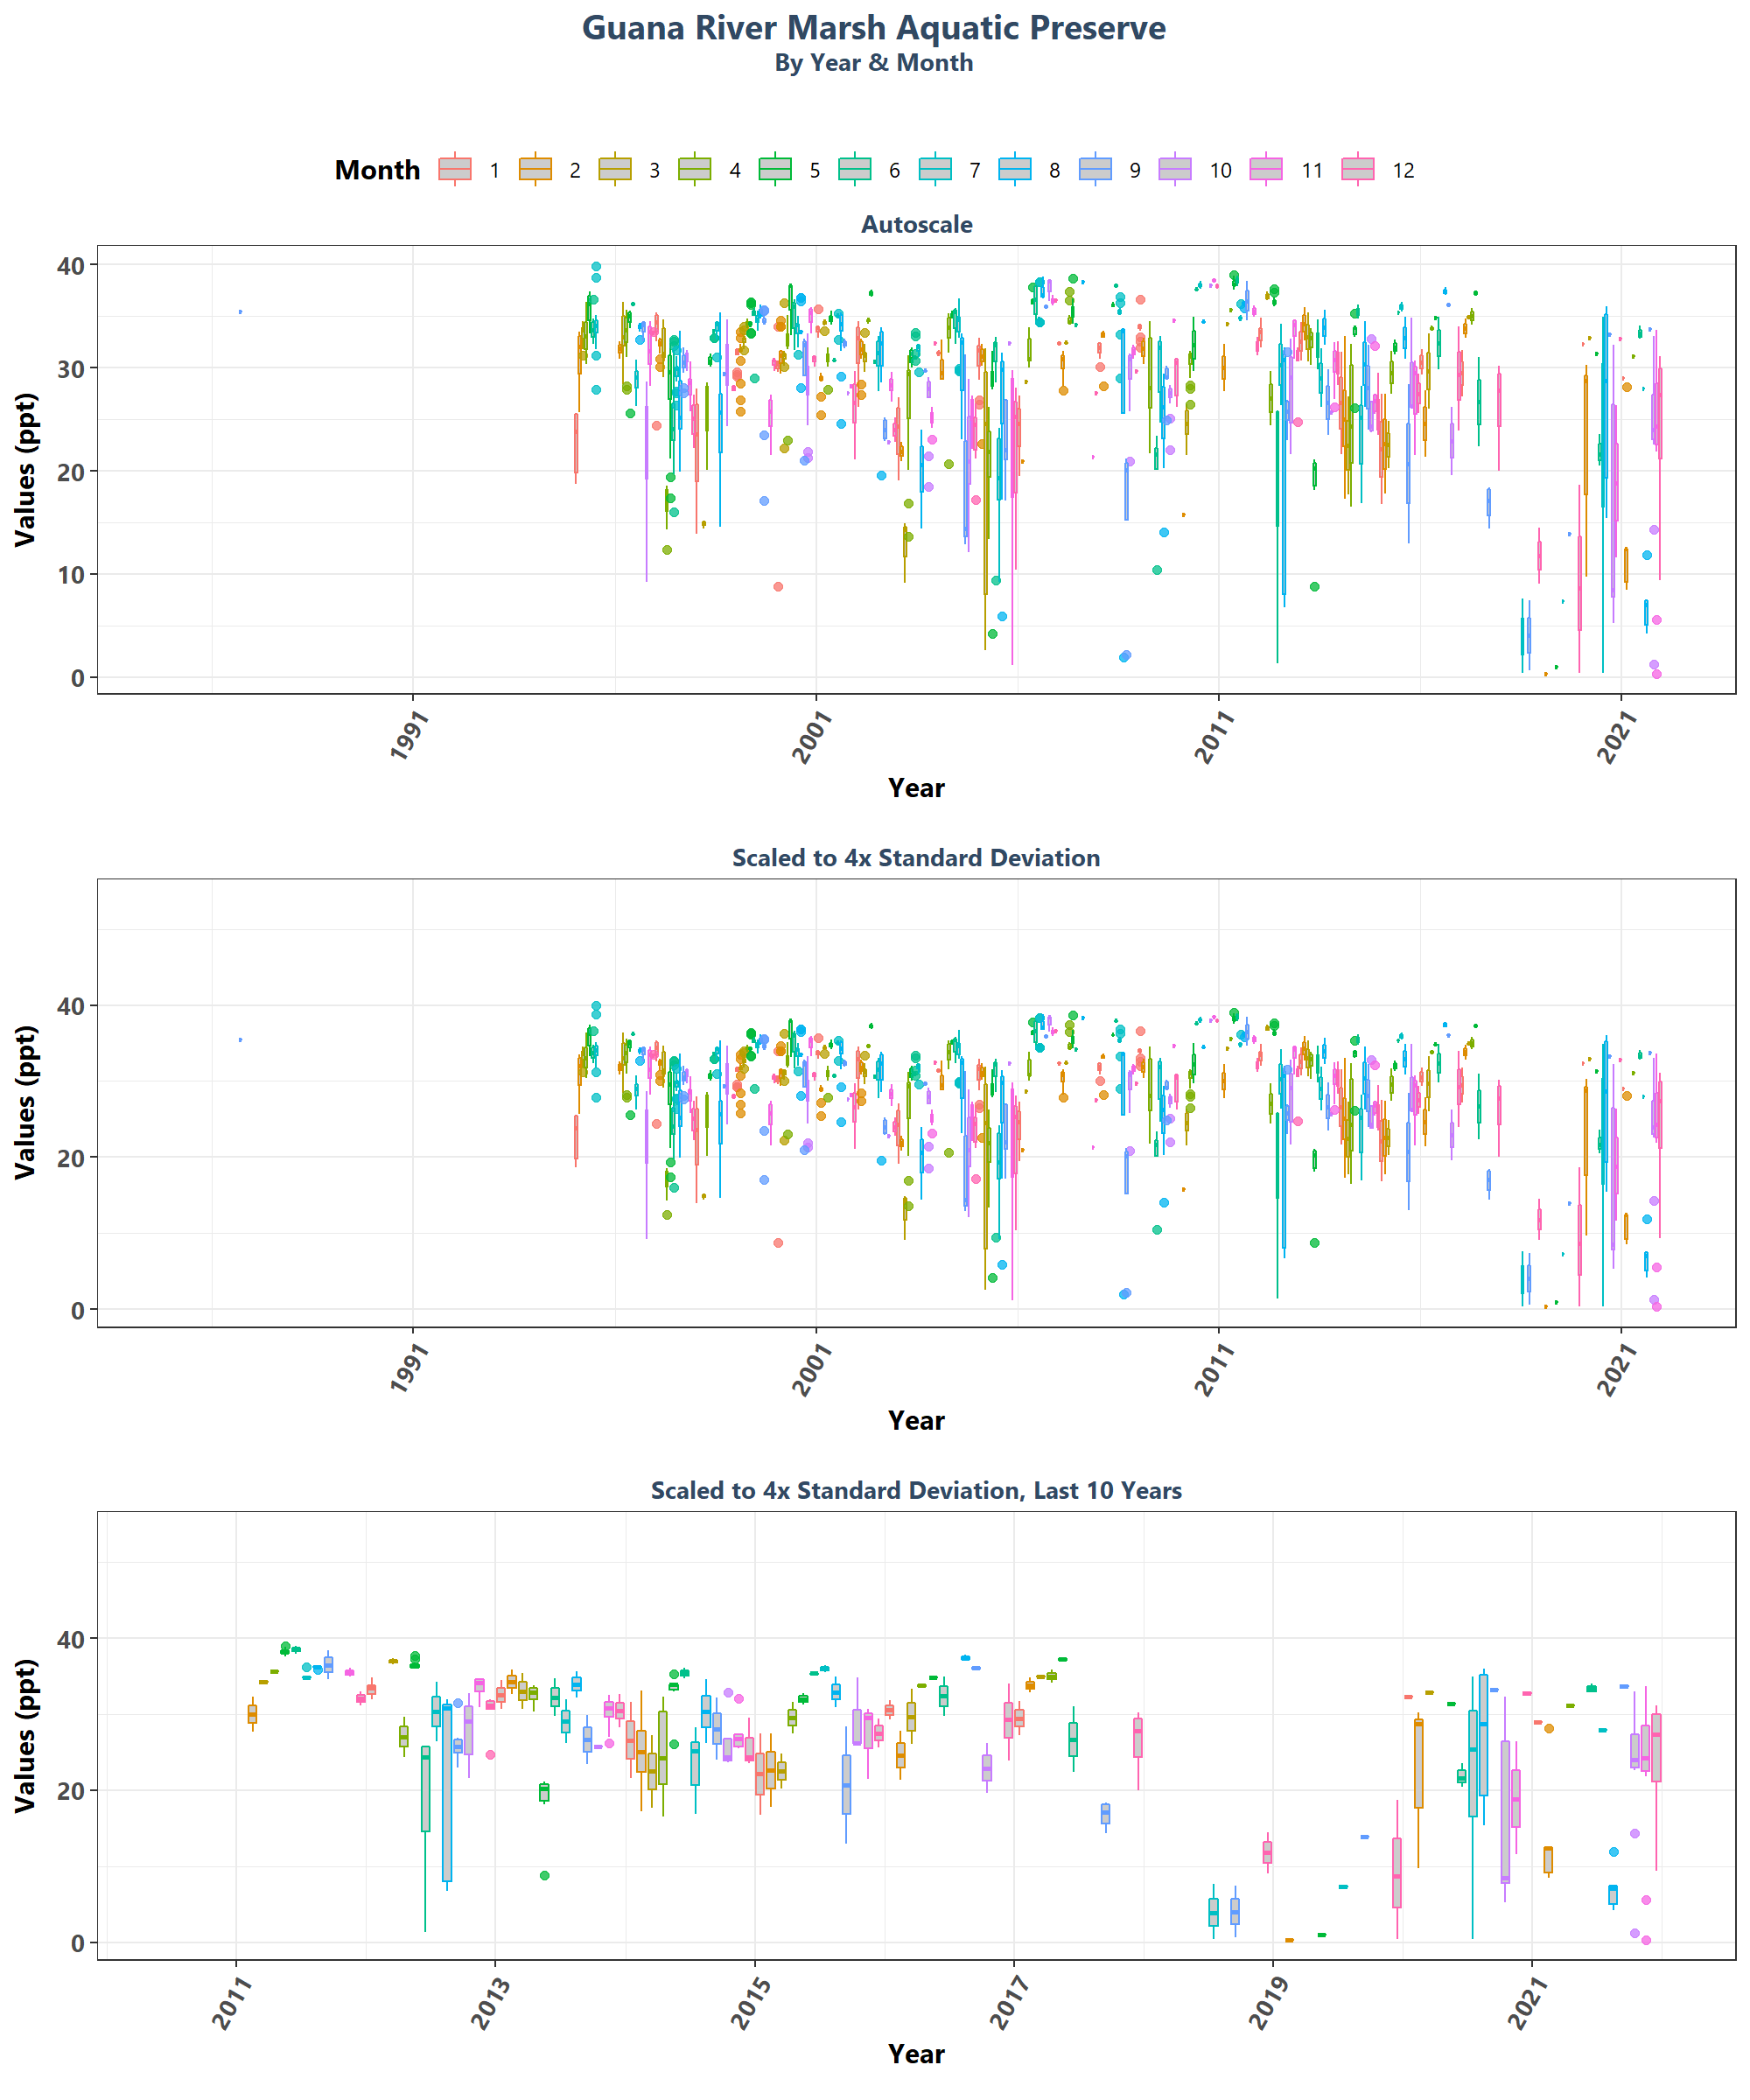 Guana River Marsh Aquatic Preserve
By Year & Month
Month 1 2 3 4 5 6 7 8 9 10 11 12
Autoscale
Values (ppt)
40
30
20
10
0
1991 2001 2011 2021
Year
Scaled to 4x Standard Deviation
Values (ppt)
40
20
0
1991 2001 2011 2021
Year
Scaled to 4x Standard Deviation, Last 10 Years
Values (ppt)
40
20
0
2011 2013 2015 2017 2019 2021
Year